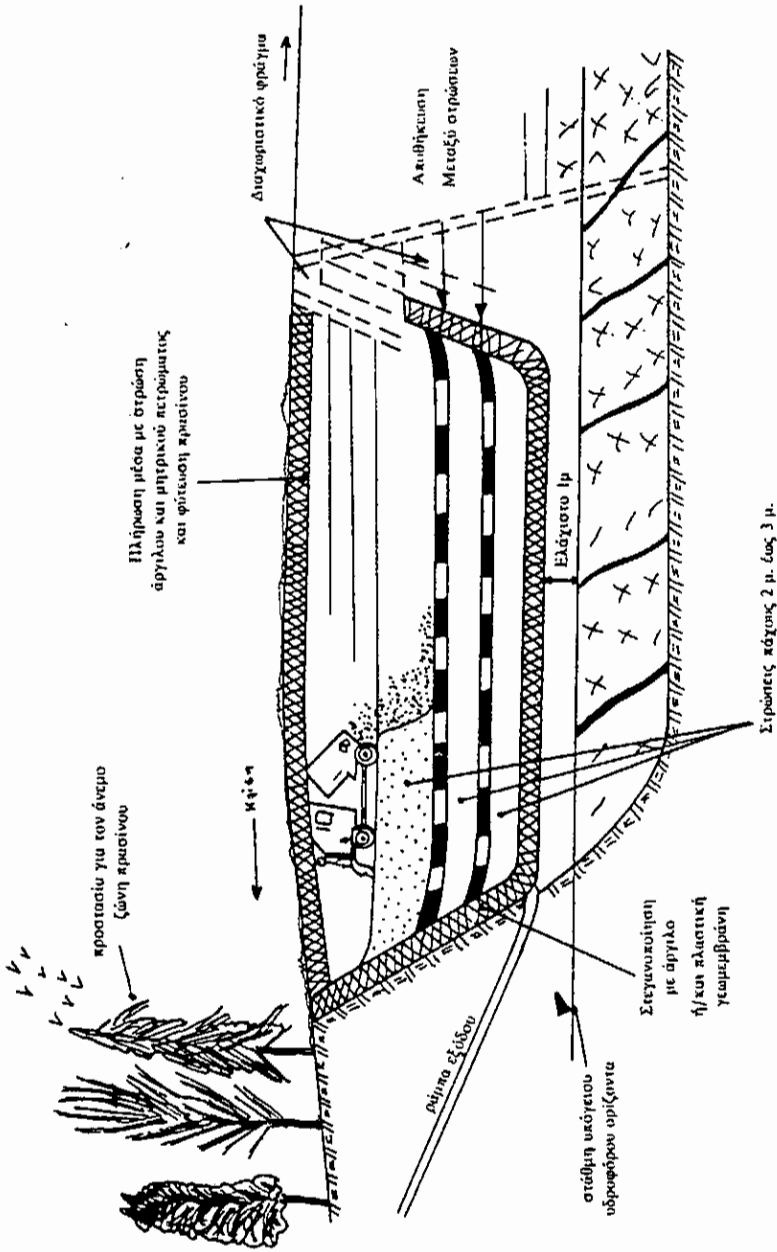 προστασία για τον άνεμο
ζώνη πρασίνου
κλίση
Πλήρωση μέσα με στρώση
άργιλου και μητρικού πετρώματος
και φύτευση πρασίνου
Διαχωριστικό φράγμα
Αποθήκευση
Μεταξύ στρώσεων
Ελάχιστο 1μ
ράμπα εξόδου
στάθμη υπόγειου
υδροφόρου ορίζοντα
Στεγανοποίηση
με άργιλο
ή/και πλαστική
γεωμεμβράνη
Στρώσεις πάχους 2 μ. έως 3 μ.